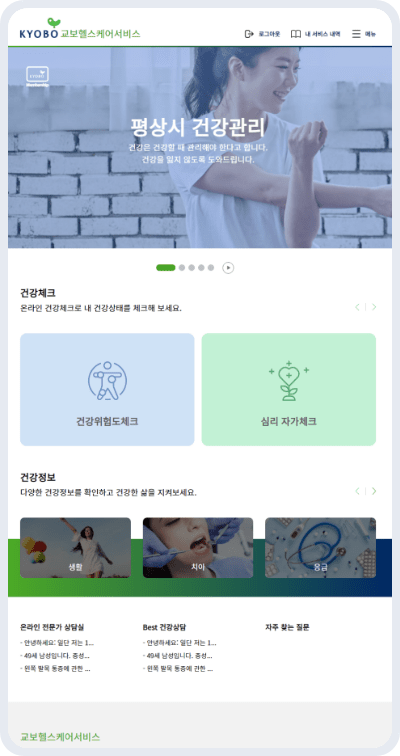 KYOBO 교보헬스케어서비스
로그아웃 내 서비스 내역 메뉴
KYOBO
평상시 건강관리
건강은 건강할 때 관리해야 한다고 합니다.
건강을 잃지 않도록 도와드립니다.
건강체크
온라인 건강체크로 내 건강상태를 체크해 보세요.
건강위험도체크 심리 자가체크
건강정보
다양한 건강정보를 확인하고 건강한 삶을 지켜보세요.
생활 치아 응급
온라인 전문가 상담실 Best 건강상담 자주 찾는 질문
- 안녕하세요: 일단 저는 1... - 안녕하세요: 일단 저는 1...
- 49세 남성입니다. 증성... - 49세 남성입니다. 증성...
- 왼쪽 팔목 통증에 관한 ... - 왼쪽 팔목 통증에 관한 ...
교보헬스케어서비스